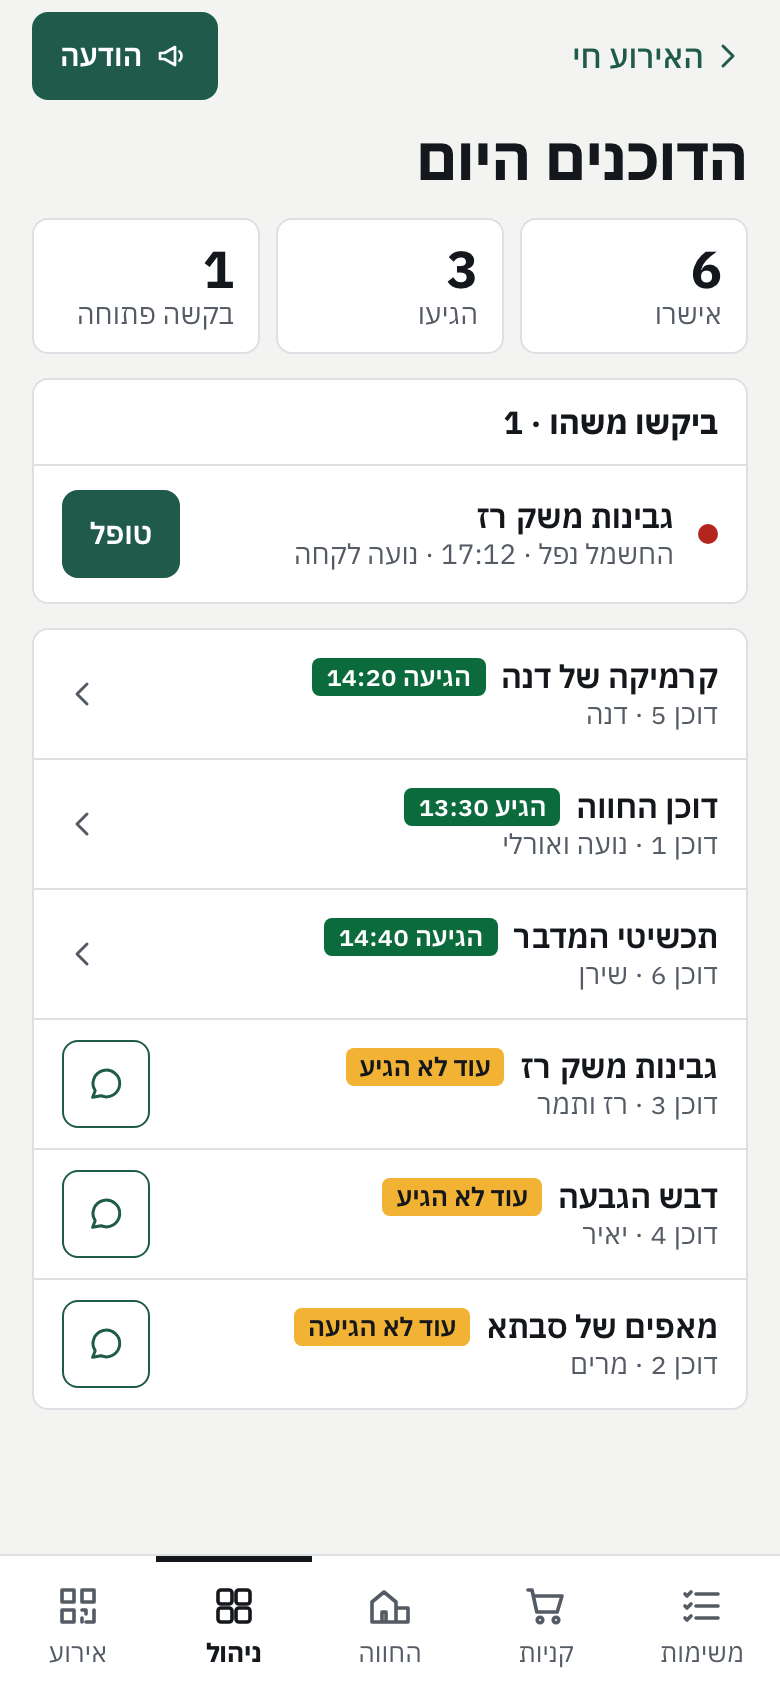 האירוע חי
הודעה
הדוכנים היום
6
אישרו
3
הגיעו
1
בקשה פתוחה
ביקשו משהו · 1
גבינות משק רז
החשמל נפל · 17:12 · נועה לקחה
טופל
קרמיקה של דנה הגיעה 14:20
דוכן 5 · דנה
דוכן החווה הגיע 13:30
דוכן 1 · נועה ואורלי
תכשיטי המדבר הגיעה 14:40
דוכן 6 · שירן
גבינות משק רז עוד לא הגיע
דוכן 3 · רז ותמר
דבש הגבעה עוד לא הגיע
דוכן 4 · יאיר
מאפים של סבתא עוד לא הגיעה
דוכן 2 · מרים
משימות
קניות
החווה
ניהול
אירוע